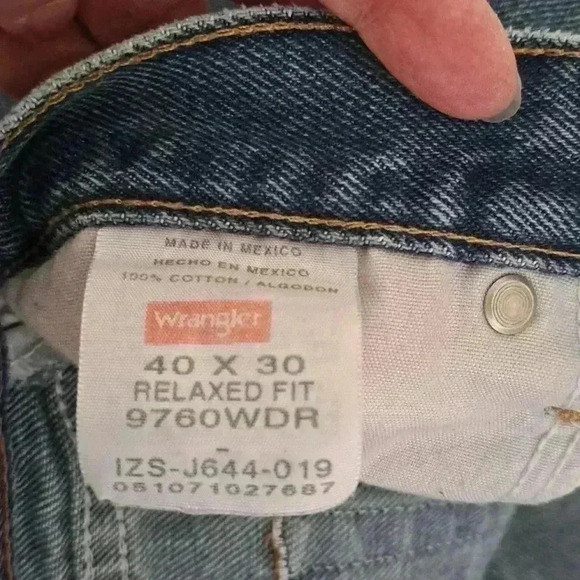 MADE IN MEXICO
HECHO EN MEXICO
100% COTTON / ALGODON
Wrangler
40 X 30
RELAXED FIT
9760WDR
-
IZS-J644-019
051071027687